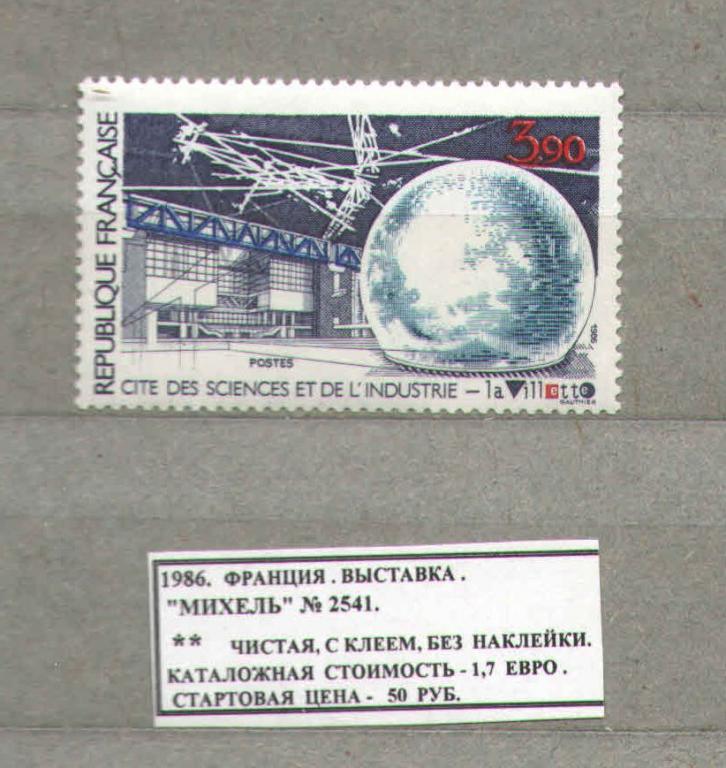 3,90
REPUBLIQUE FRANÇAISE
1986
POSTES
CITE DES SCIENCES ET DE L'INDUSTRIE – la Villette
GAUTHIER
1986. ФРАНЦИЯ . ВЫСТАВКА .
"МИХЕЛЬ" № 2541.
** ЧИСТАЯ, С КЛЕЕМ, БЕЗ НАКЛЕЙКИ.
КАТАЛОЖНАЯ СТОИМОСТЬ - 1,7 ЕВРО .
СТАРТОВАЯ ЦЕНА - 50 РУБ.